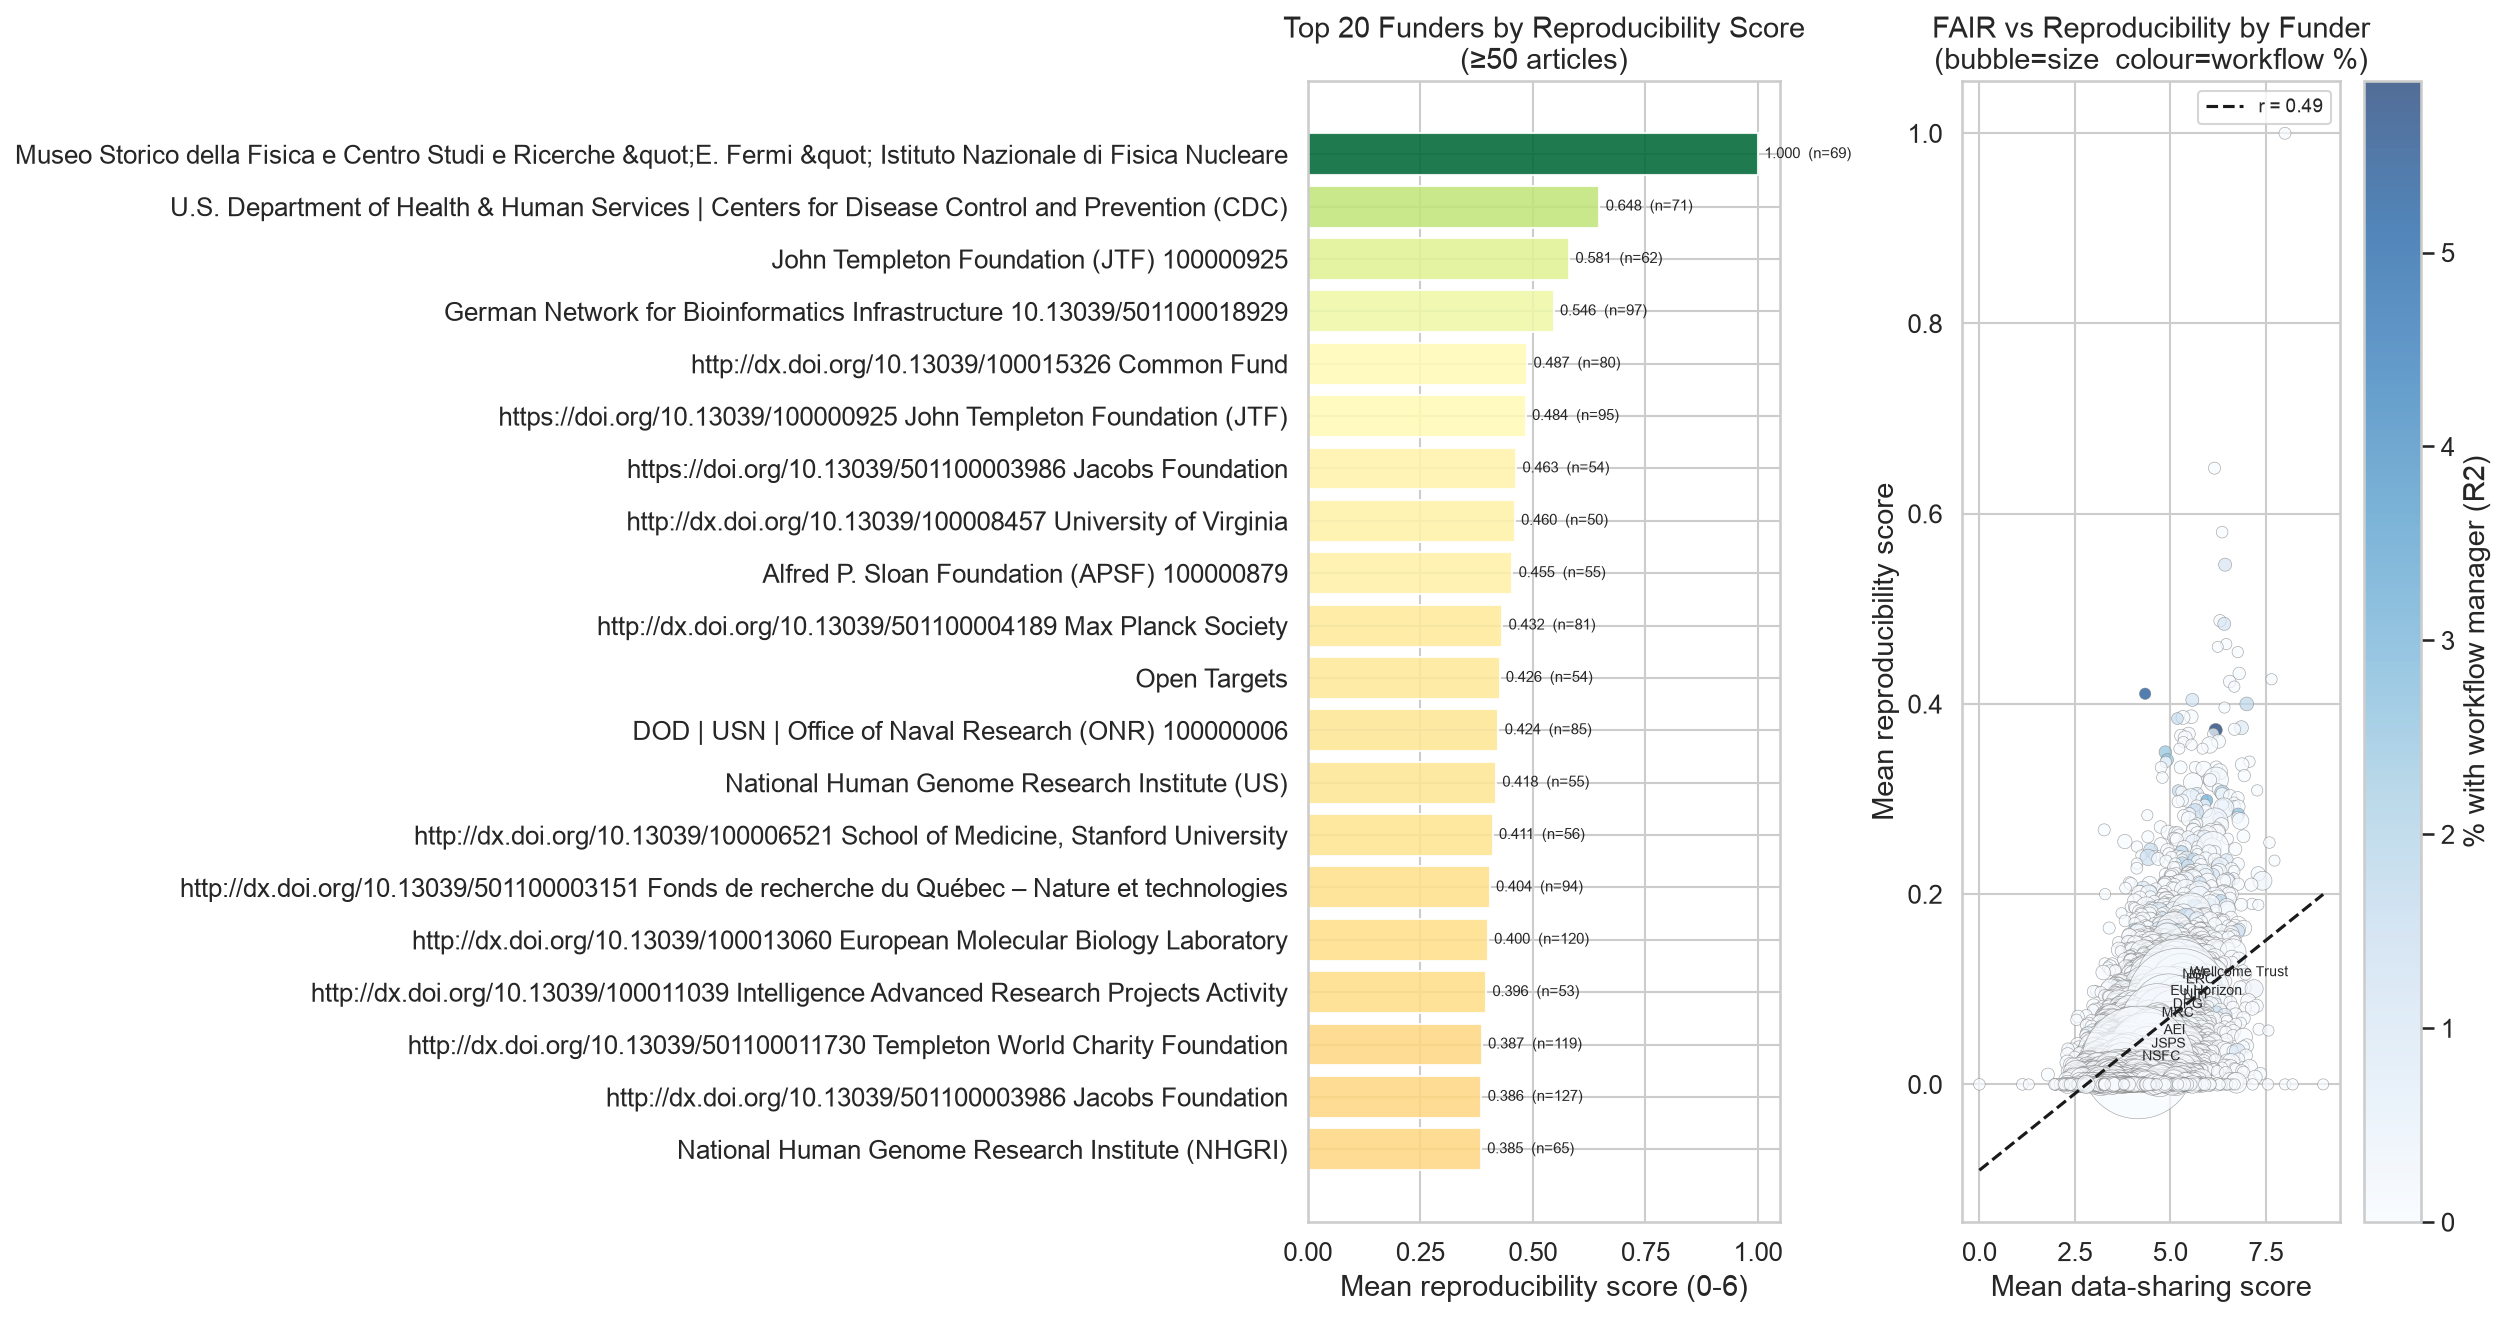 Top 20 Funders by Reproducibility Score
(≥50 articles)
Museo Storico della Fisica e Centro Studi e Ricerche &quot;E. Fermi &quot; Istituto Nazionale di Fisica Nucleare
1.000 (n=69)
U.S. Department of Health & Human Services | Centers for Disease Control and Prevention (CDC)
0.648 (n=71)
John Templeton Foundation (JTF) 100000925
0.581 (n=62)
German Network for Bioinformatics Infrastructure 10.13039/501100018929
0.546 (n=97)
http://dx.doi.org/10.13039/100015326 Common Fund
0.487 (n=80)
https://doi.org/10.13039/100000925 John Templeton Foundation (JTF)
0.484 (n=95)
https://doi.org/10.13039/501100003986 Jacobs Foundation
0.463 (n=54)
http://dx.doi.org/10.13039/100008457 University of Virginia
0.460 (n=50)
Alfred P. Sloan Foundation (APSF) 100000879
0.455 (n=55)
http://dx.doi.org/10.13039/501100004189 Max Planck Society
0.432 (n=81)
Open Targets
0.426 (n=54)
DOD | USN | Office of Naval Research (ONR) 100000006
0.424 (n=85)
National Human Genome Research Institute (US)
0.418 (n=55)
http://dx.doi.org/10.13039/100006521 School of Medicine, Stanford University
0.411 (n=56)
http://dx.doi.org/10.13039/501100003151 Fonds de recherche du Québec – Nature et technologies
0.404 (n=94)
http://dx.doi.org/10.13039/100013060 European Molecular Biology Laboratory
0.400 (n=120)
http://dx.doi.org/10.13039/100011039 Intelligence Advanced Research Projects Activity
0.396 (n=53)
http://dx.doi.org/10.13039/501100011730 Templeton World Charity Foundation
0.387 (n=119)
http://dx.doi.org/10.13039/501100003986 Jacobs Foundation
0.386 (n=127)
National Human Genome Research Institute (NHGRI)
0.385 (n=65)
0.00 0.25 0.50 0.75 1.00
Mean reproducibility score (0-6)
FAIR vs Reproducibility by Funder
(bubble=size colour=workflow %)
r = 0.49
Mean reproducibility score
1.0
0.8
0.6
0.4
0.2
0.0
Wellcome Trust
ERC
EU Horizon
DFG
MRC
AEI
JSPS
NSFC
0.0 2.5 5.0 7.5
Mean data-sharing score
5
4
3
2
1
0
% with workflow manager (R2)